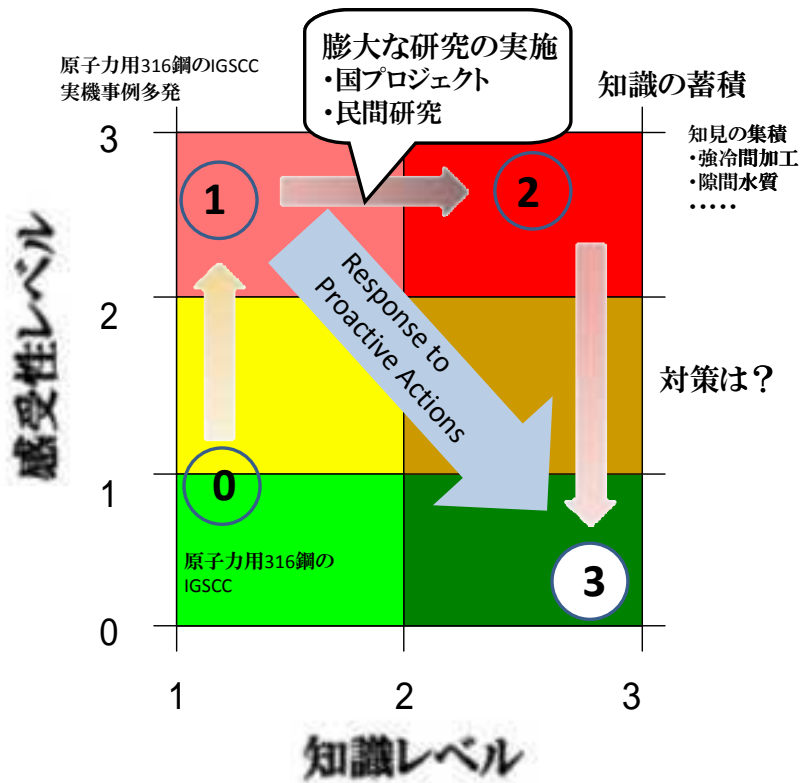 原子力用316鋼のIGSCC
実機事例多発
膨大な研究の実施
・国プロジェクト
・民間研究
知識の蓄積
知見の集積
・強冷間加工
・隙間水質
・・・・・
3
2
1
0
感受性レベル
1
2
Response to
Proactive Actions
対策は？
0
原子力用316鋼の
IGSCC
3
1
2
3
知識レベル